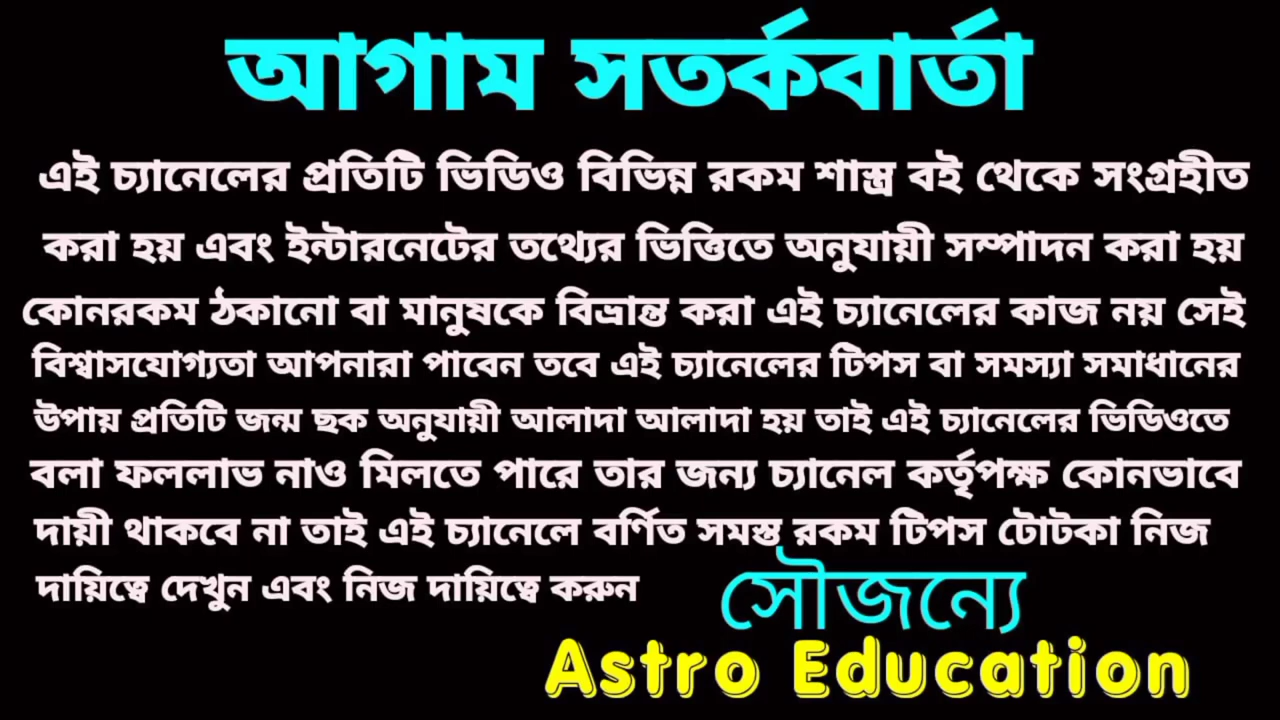 আগাম সতর্কবার্তা
এই চ্যানেলের প্রতিটি ভিডিও বিভিন্ন রকম শাস্ত্র বই থেকে সংগ্রহীত
করা হয় এবং ইন্টারনেটের তথ্যের ভিত্তিতে অনুযায়ী সম্পাদন করা হয়
কোনরকম ঠকানো বা মানুষকে বিভ্রান্ত করা এই চ্যানেলের কাজ নয় সেই
বিশ্বাসযোগ্যতা আপনারা পাবেন তবে এই চ্যানেলের টিপস বা সমস্যা সমাধানের
উপায় প্রতিটি জন্ম ছক অনুযায়ী আলাদা আলাদা হয় তাই এই চ্যানেলের ভিডিওতে
বলা ফললাভ নাও মিলতে পারে তার জন্য চ্যানেল কর্তৃপক্ষ কোনভাবে
দায়ী থাকবে না তাই এই চ্যানেলে বর্ণিত সমস্ত রকম টিপস টোটকা নিজ
দায়িত্বে দেখুন এবং নিজ দায়িত্বে করুন
সৌজন্যে
Astro Education